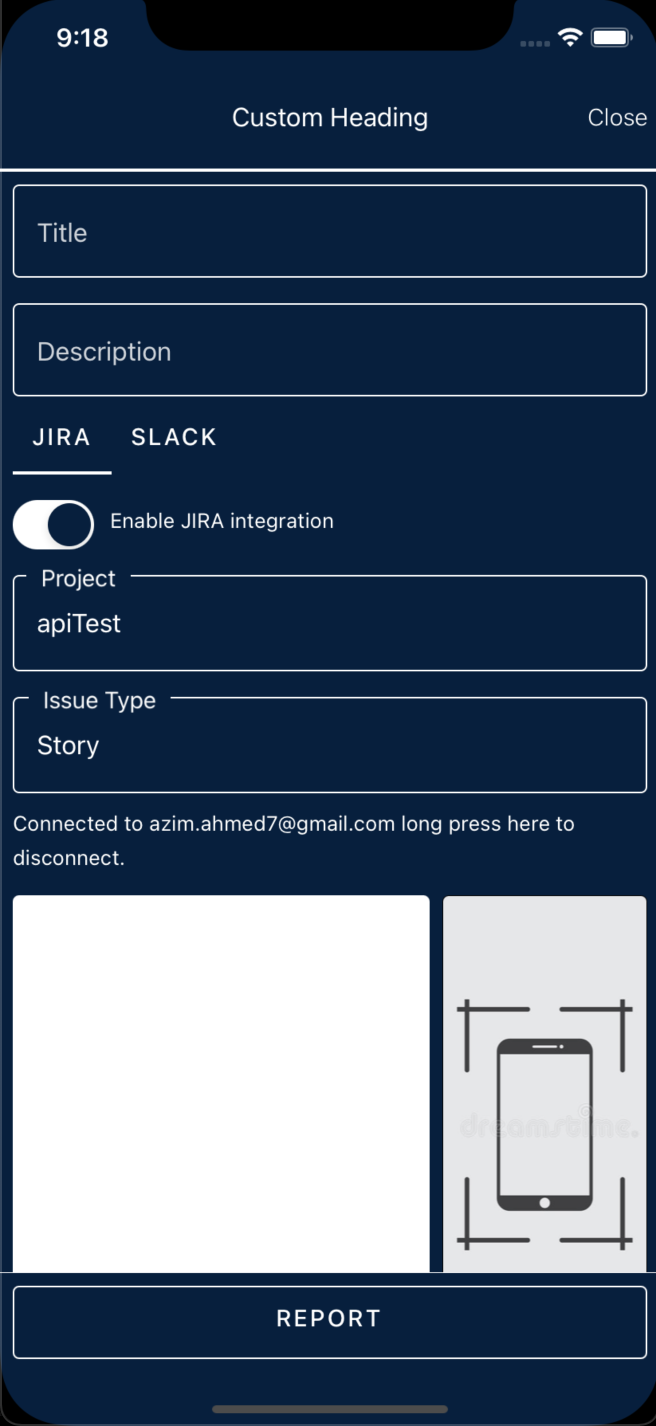 9:18
Custom Heading
Close
Title
Description
JIRA
SLACK
Enable JIRA integration
Project
apiTest
Issue Type
Story
Connected to azim.ahmed7@gmail.com long press here to
disconnect.
dreamstime.
REPORT